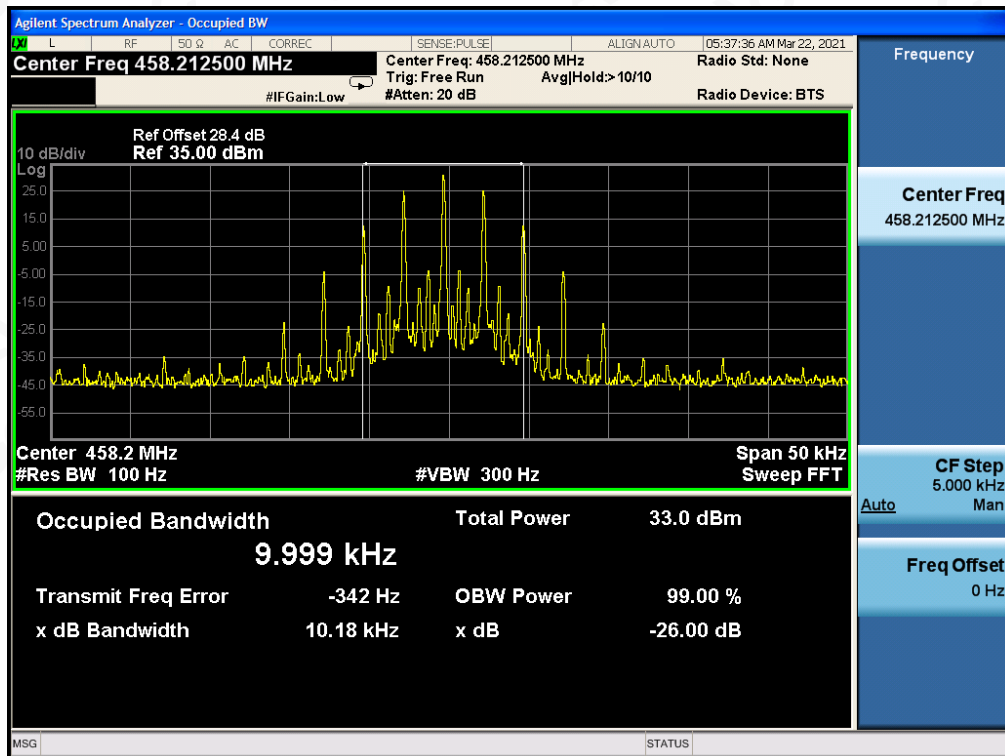 Agilent Spectrum Analyzer - Occupied BW
LXI L RF 50 Ω AC CORREC SENSE:PULSE ALIGN AUTO 05:37:36 AM Mar 22, 2021
Center Freq 458.212500 MHz
Center Freq: 458.212500 MHz
Radio Std: None
Trig: Free Run Avg|Hold:>10/10
#IFGain:Low
#Atten: 20 dB
Radio Device: BTS
Frequency
Ref Offset 28.4 dB
10 dB/div Ref 35.00 dBm
Log
25.0
15.0
5.00
-5.00
-15.0
-25.0
-35.0
-45.0
-55.0
Center 458.2 MHz Span 50 kHz
#Res BW 100 Hz #VBW 300 Hz Sweep FFT
Center Freq
458.212500 MHz
CF Step
5.000 kHz
Auto Man
Freq Offset
0 Hz
Occupied Bandwidth Total Power 33.0 dBm
9.999 kHz
Transmit Freq Error -342 Hz OBW Power 99.00 %
x dB Bandwidth 10.18 kHz x dB -26.00 dB
MSG STATUS